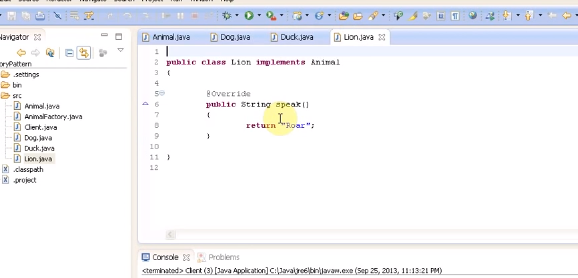 Navigator
oryPattern
.settings
bin
src
Animal.java
AnimalFactory.java
Client.java
Dog.java
Duck.java
Lion.java
.classpath
.project
Animal.java Dog.java Duck.java Lion.java
1
2 public class Lion implements Animal
3 {
4
5 @Override
6 public String speak()
7 {
8 return "Roar";
9 }
10
11 }
12
Console Problems
<terminated> Client (3) [Java Application] C:\Java\jre6\bin\javaw.exe (Sep 25, 2013, 11:13:21 PM)